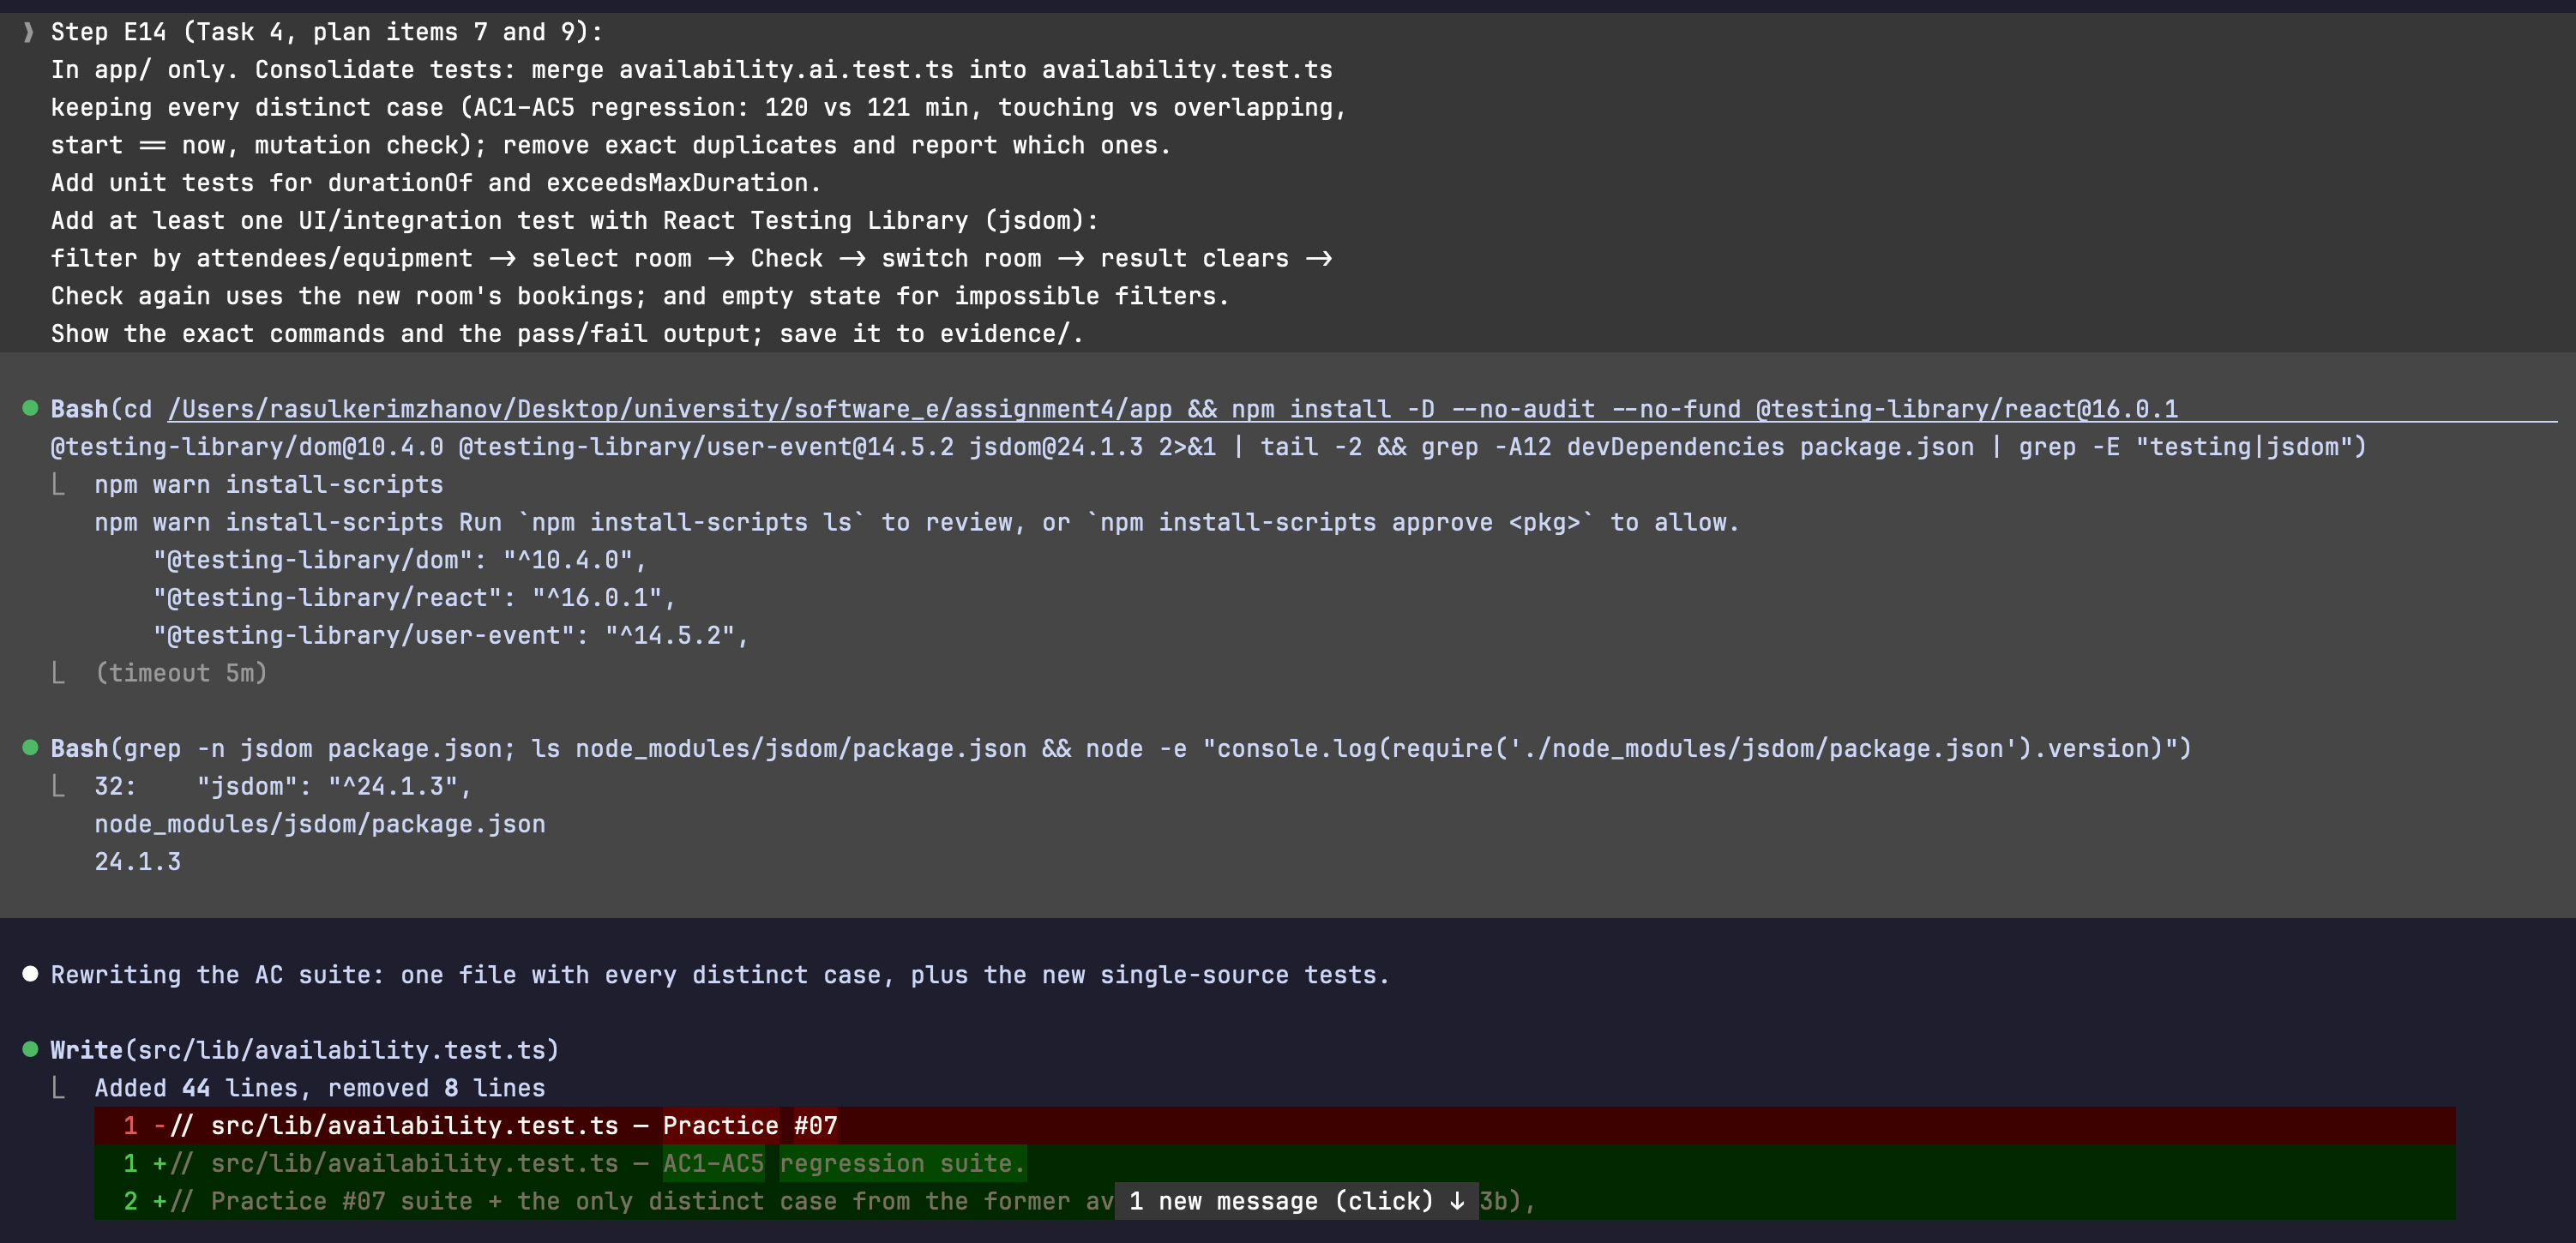 ❯ Step E14 (Task 4, plan items 7 and 9):
In app/ only. Consolidate tests: merge availability.ai.test.ts into availability.test.ts
keeping every distinct case (AC1-AC5 regression: 120 vs 121 min, touching vs overlapping,
start == now, mutation check); remove exact duplicates and report which ones.
Add unit tests for durationOf and exceedsMaxDuration.
Add at least one UI/integration test with React Testing Library (jsdom):
filter by attendees/equipment → select room → Check → switch room → result clears →
Check again uses the new room's bookings; and empty state for impossible filters.
Show the exact commands and the pass/fail output; save it to evidence/.
● Bash(cd /Users/rasulkerimzhanov/Desktop/university/software_e/assignment4/app && npm install -D --no-audit --no-fund @testing-library/react@16.0.1
@testing-library/dom@10.4.0 @testing-library/user-event@14.5.2 jsdom@24.1.3 2>&1 | tail -2 && grep -A12 devDependencies package.json | grep -E "testing|jsdom")
⎿ npm warn install-scripts
npm warn install-scripts Run `npm install-scripts ls` to review, or `npm install-scripts approve <pkg>` to allow.
"@testing-library/dom": "^10.4.0",
"@testing-library/react": "^16.0.1",
"@testing-library/user-event": "^14.5.2",
⎿ (timeout 5m)
● Bash(grep -n jsdom package.json; ls node_modules/jsdom/package.json && node -e "console.log(require('./node_modules/jsdom/package.json').version)")
⎿ 32: "jsdom": "^24.1.3",
node_modules/jsdom/package.json
24.1.3
● Rewriting the AC suite: one file with every distinct case, plus the new single-source tests.
● Write(src/lib/availability.test.ts)
⎿ Added 44 lines, removed 8 lines
1 -// src/lib/availability.test.ts — Practice #07
1 +// src/lib/availability.test.ts — AC1-AC5 regression suite.
2 +// Practice #07 suite + the only distinct case from the former av 1 new message (click) ↓ 3b),